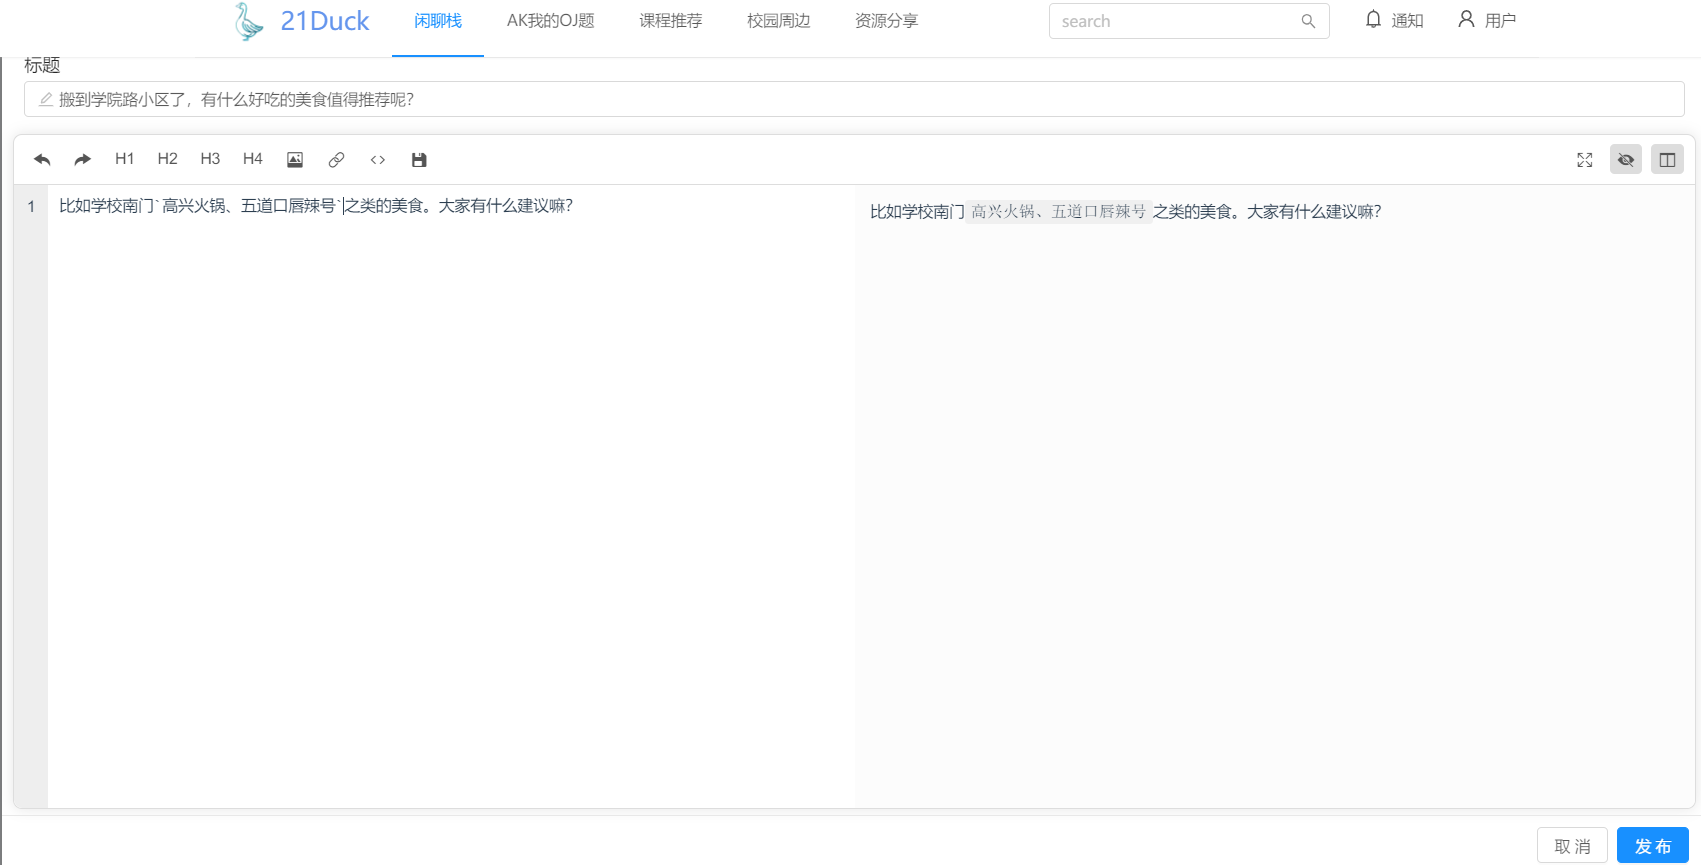 21Duck 闲聊栈 AK我的OJ题 课程推荐 校园周边 资源分享 search 通知 用户
标题
搬到学院路小区了，有什么好吃的美食值得推荐呢？
H1 H2 H3 H4
1 比如学校南门`高兴火锅、五道口唇辣号`之类的美食。大家有什么建议嘛？
比如学校南门 高兴火锅、五道口唇辣号 之类的美食。大家有什么建议嘛？
取消 发布